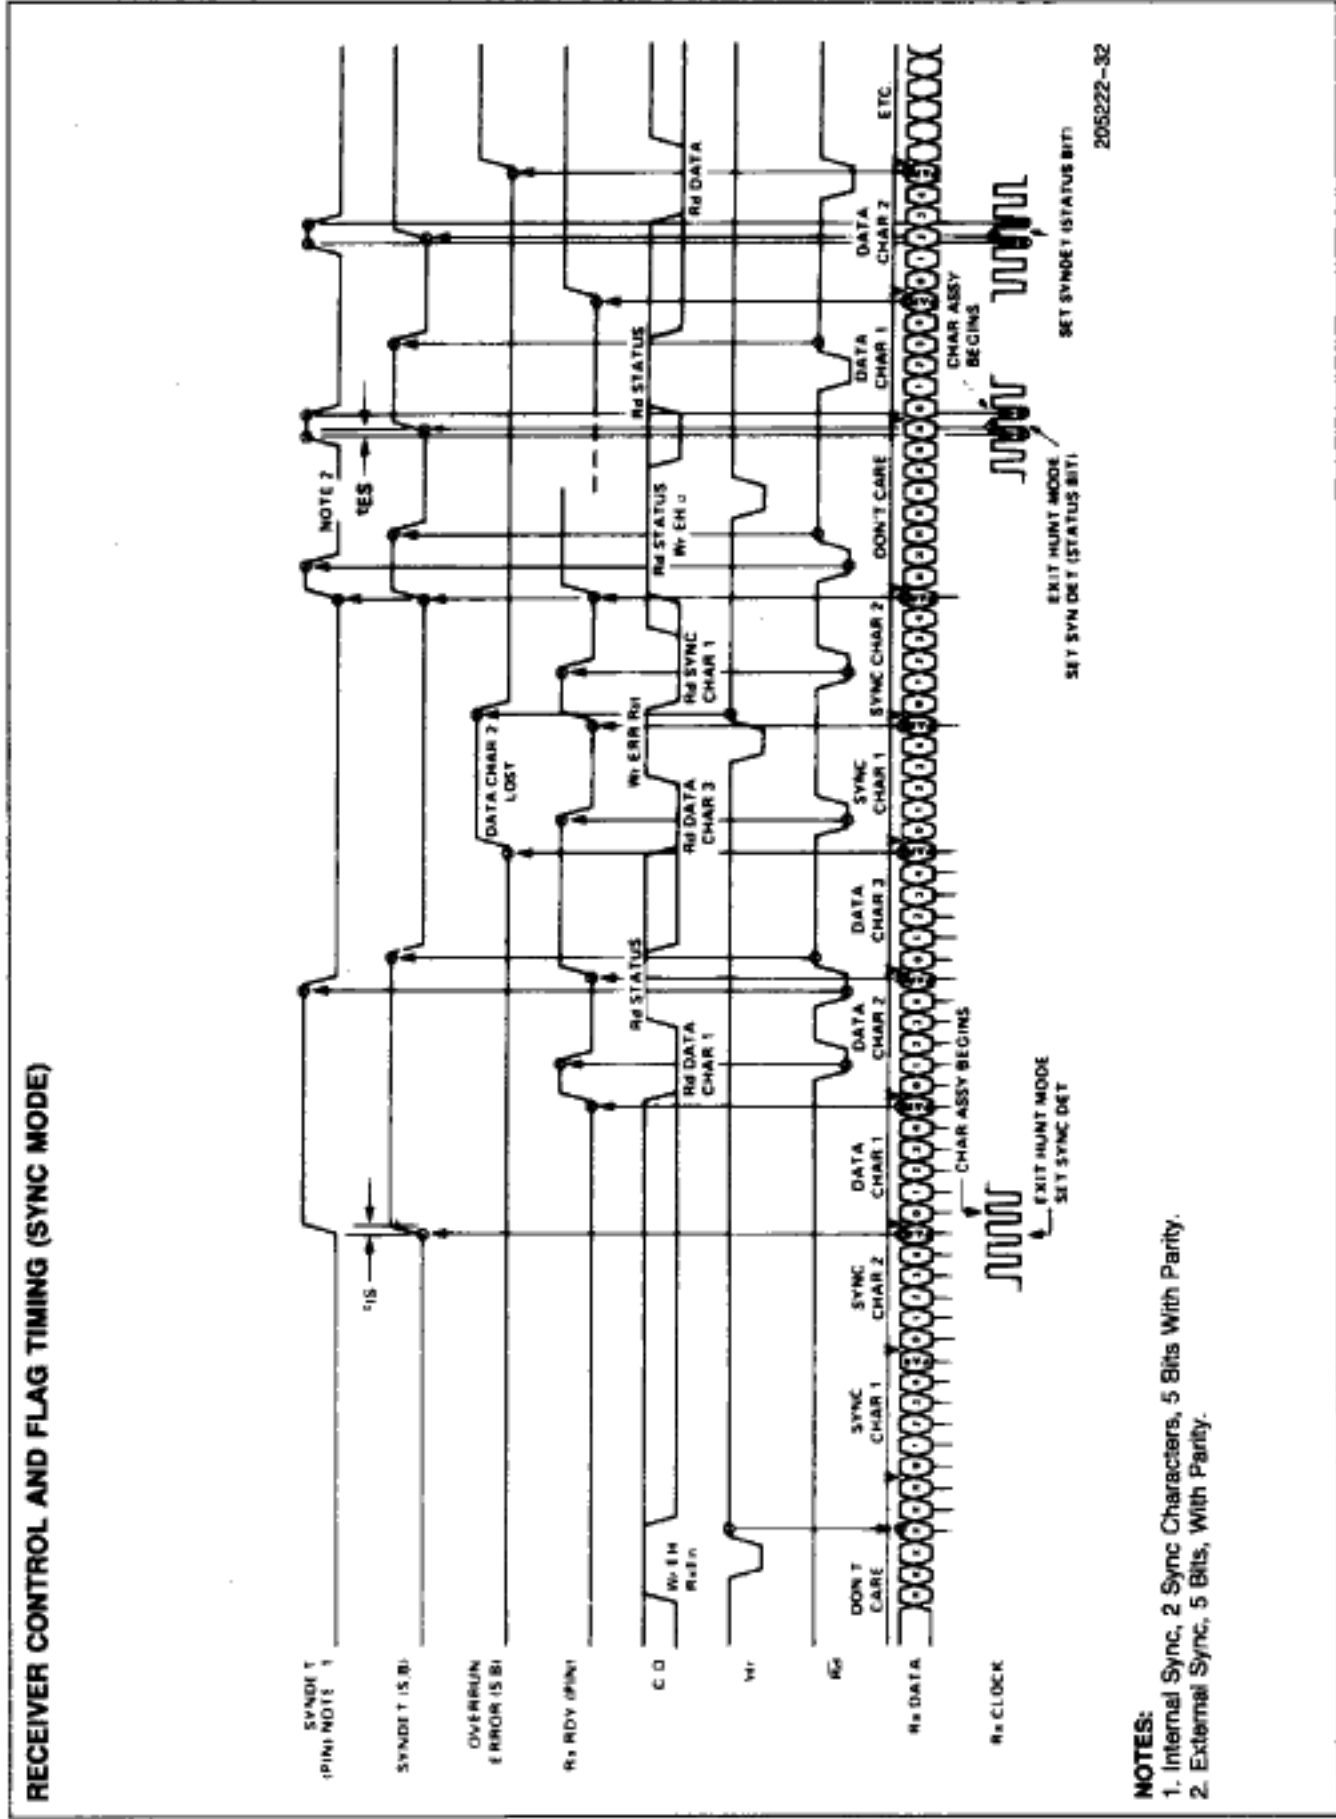 RECEIVER CONTROL AND FLAG TIMING (SYNC MODE)
SYNDET
(PIN) NOTE 1
SYNDET (S.B)
OVERRUN
ERROR (S.B)
Rx RDY (PIN)
C D
Wr
Rd
Rx DATA
Rx CLOCK
tIS
NOTE 2
tES
DATA CHAR 2
LOST
Wr EH
RxEn
Rd DATA
CHAR 1
Rd STATUS
Rd DATA
CHAR 3
Wr ERR
Rd SYNC
CHAR 1
Rd STATUS
Wr EH
Rd STATUS
Rd DATA
DON'T
CARE
SYNC
CHAR 1
SYNC
CHAR 2
DATA
CHAR 1
DATA
CHAR 2
DATA
CHAR 3
SYNC
CHAR 1
SYNC CHAR 2
DON'T CARE
DATA
CHAR 1
DATA
CHAR 2
ETC.
CHAR ASSY BEGINS
EXIT HUNT MODE
SET SYNC DET
CHAR ASSY
BEGINS
EXIT HUNT MODE
SET SYN DET (STATUS BIT)
SET SYNDET (STATUS BIT)
205222-32
NOTES:
1. Internal Sync, 2 Sync Characters, 5 Bits With Parity.
2. External Sync, 5 Bits, With Parity.